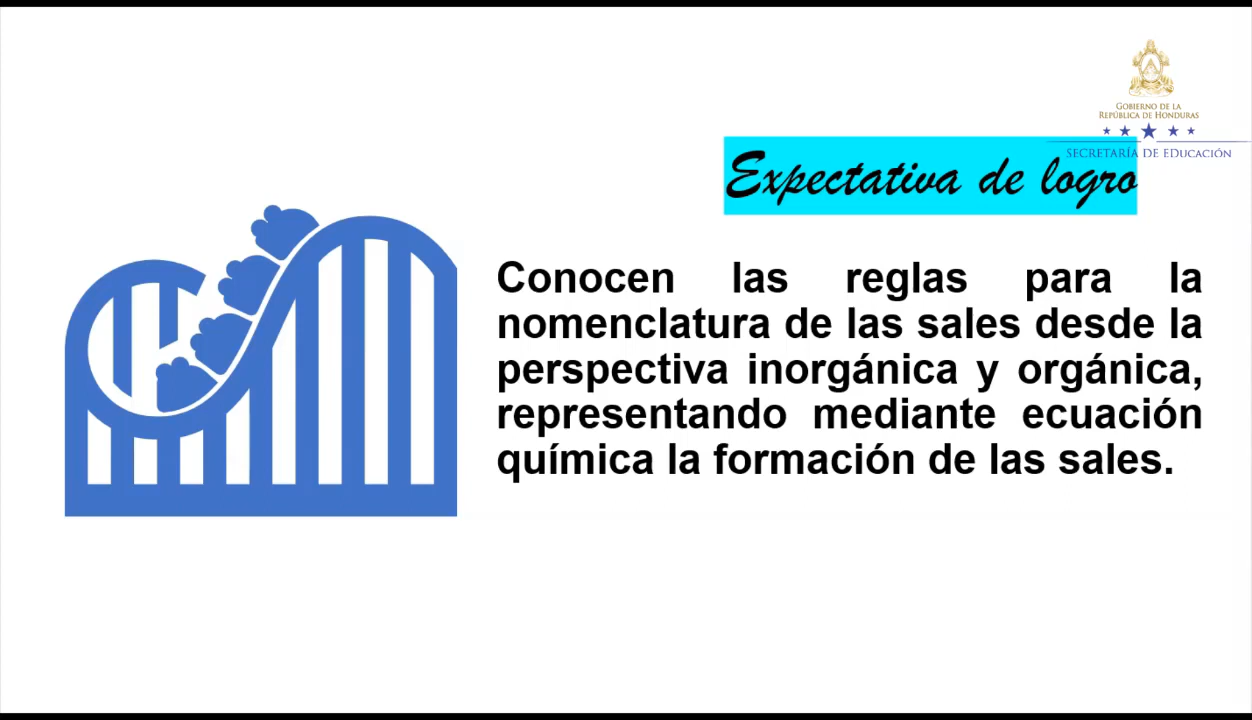 GOBIERNO DE LA
REPÚBLICA DE HONDURAS
SECRETARÍA DE EDUCACIÓN
Expectativa de logro
Conocen las reglas para la
nomenclatura de las sales desde la
perspectiva inorgánica y orgánica,
representando mediante ecuación
química la formación de las sales.